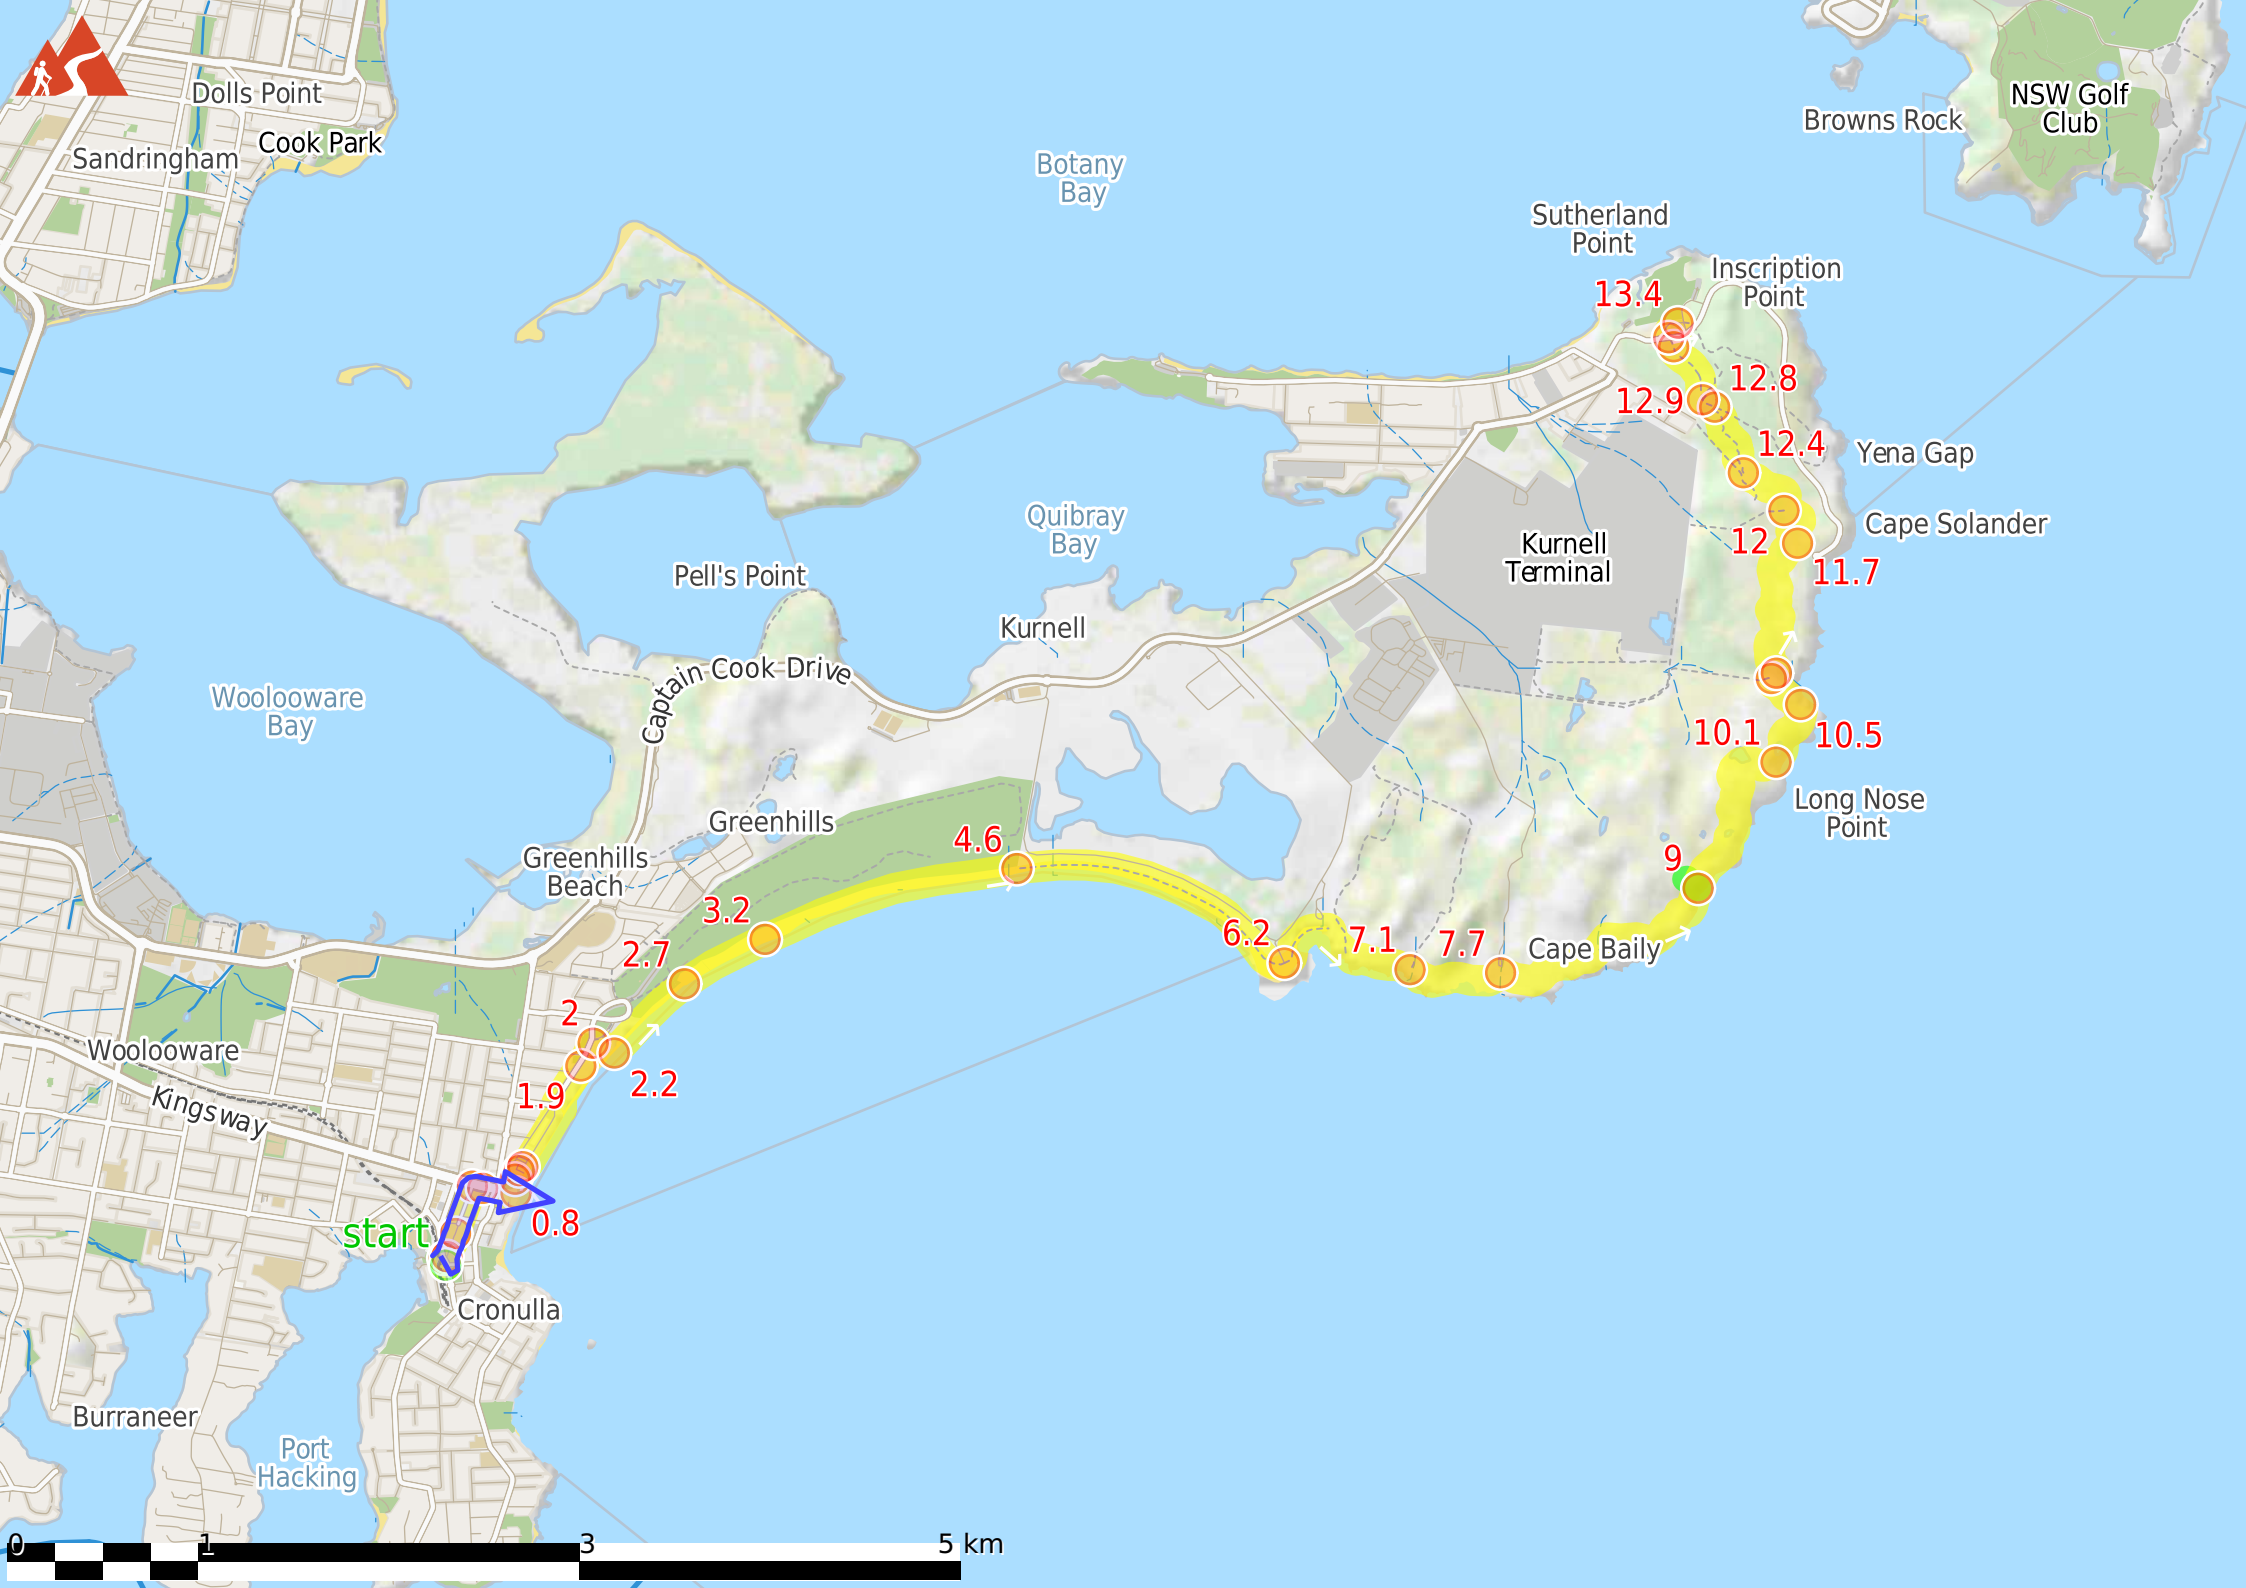 Dolls Point
Cook Park
Sandringham
NSW Golf
Club
Browns Rock
Botany
Bay
Sutherland
Point
Inscription
Point
13.4
12.8
12.9
12.4
Yena Gap
Cape Solander
12
11.7
Quibray
Bay
Kurnell
Terminal
Pell's Point
Kurnell
Captain Cook Drive
Woolooware
Bay
10.1
10.5
Long Nose
Point
Greenhills
4.6
9
Greenhills
Beach
3.2
6.2
7.1
7.7
Cape Baily
2.7
2
Woolooware
2.2
1.9
Kingsway
0.8
start
Cronulla
Burraneer
Port
Hacking
0 1 3 5 km